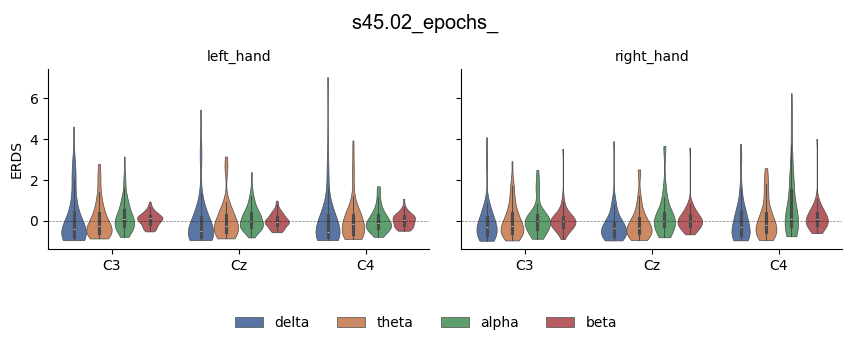 s45.02_epochs_
left_hand
right_hand
ERDS
6
4
2
0
C3 Cz C4
C3 Cz C4
delta theta alpha beta